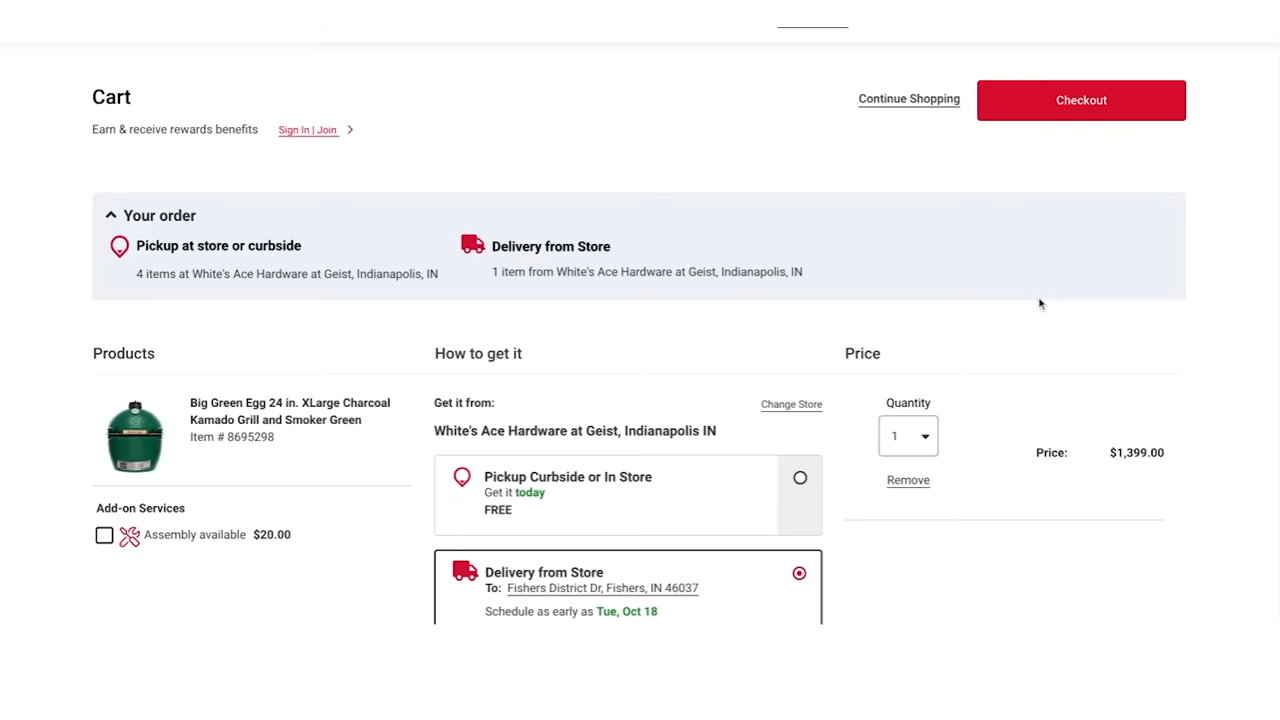 Cart
Continue Shopping
Checkout
Earn & receive rewards benefits
Sign In | Join
Your order
Pickup at store or curbside
Delivery from Store
4 items at White's Ace Hardware at Geist, Indianapolis, IN
1 item from White's Ace Hardware at Geist, Indianapolis, IN
Products
How to get it
Price
Big Green Egg 24 in. XLarge Charcoal
Kamado Grill and Smoker Green
Item # 8695298
Add-on Services
Assembly available $20.00
Get it from:
Change Store
White's Ace Hardware at Geist, Indianapolis IN
Pickup Curbside or In Store
Get it today
FREE
Delivery from Store
To: Fishers District Dr, Fishers, IN 46037
Schedule as early as Tue, Oct 18
Quantity
1
Remove
Price: $1,399.00